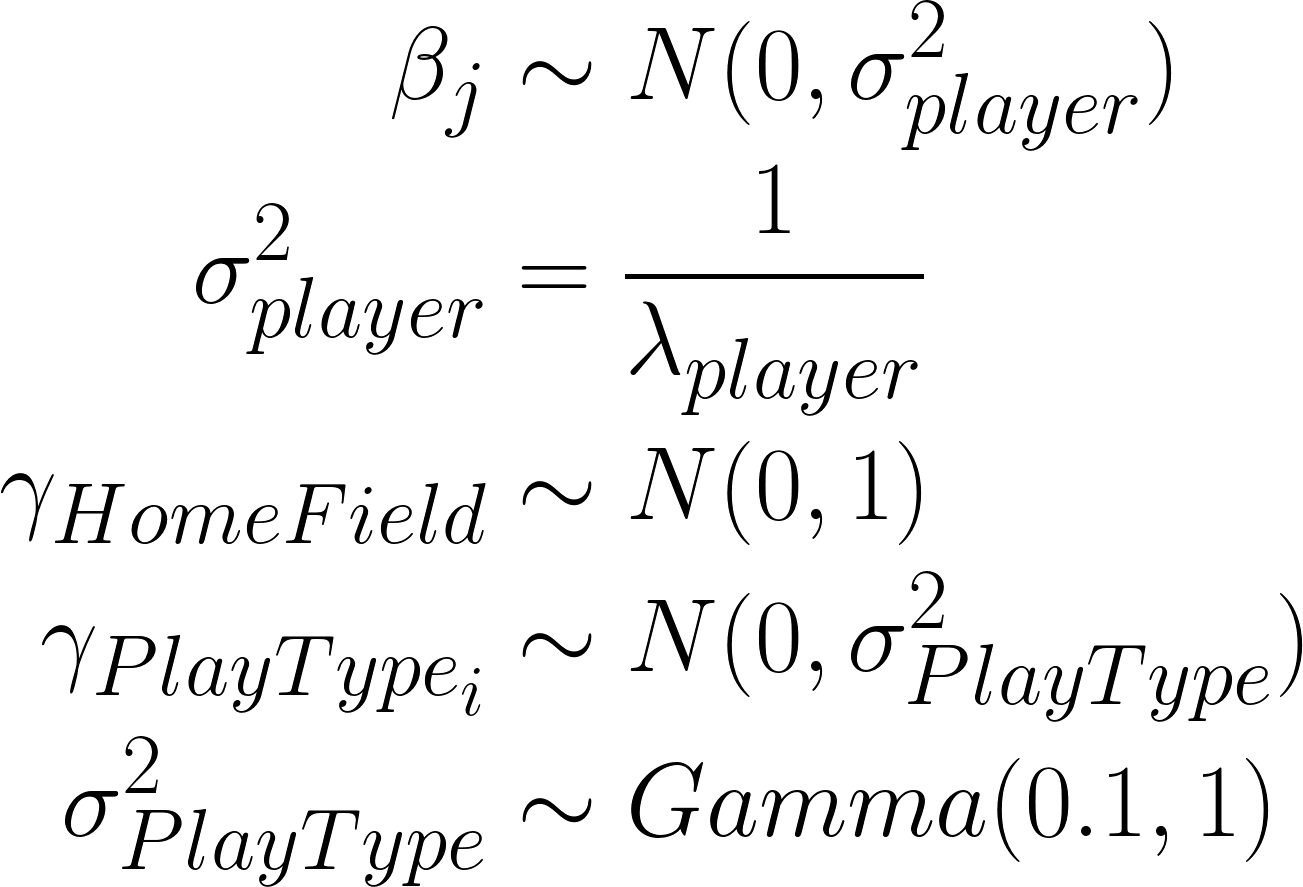 β_j ∼ N(0, σ²_player)
σ²_player = 1/λ_player
γ_HomeField ∼ N(0, 1)
γ_PlayType_i ∼ N(0, σ²_PlayType)
σ²_PlayType ∼ Gamma(0.1, 1)